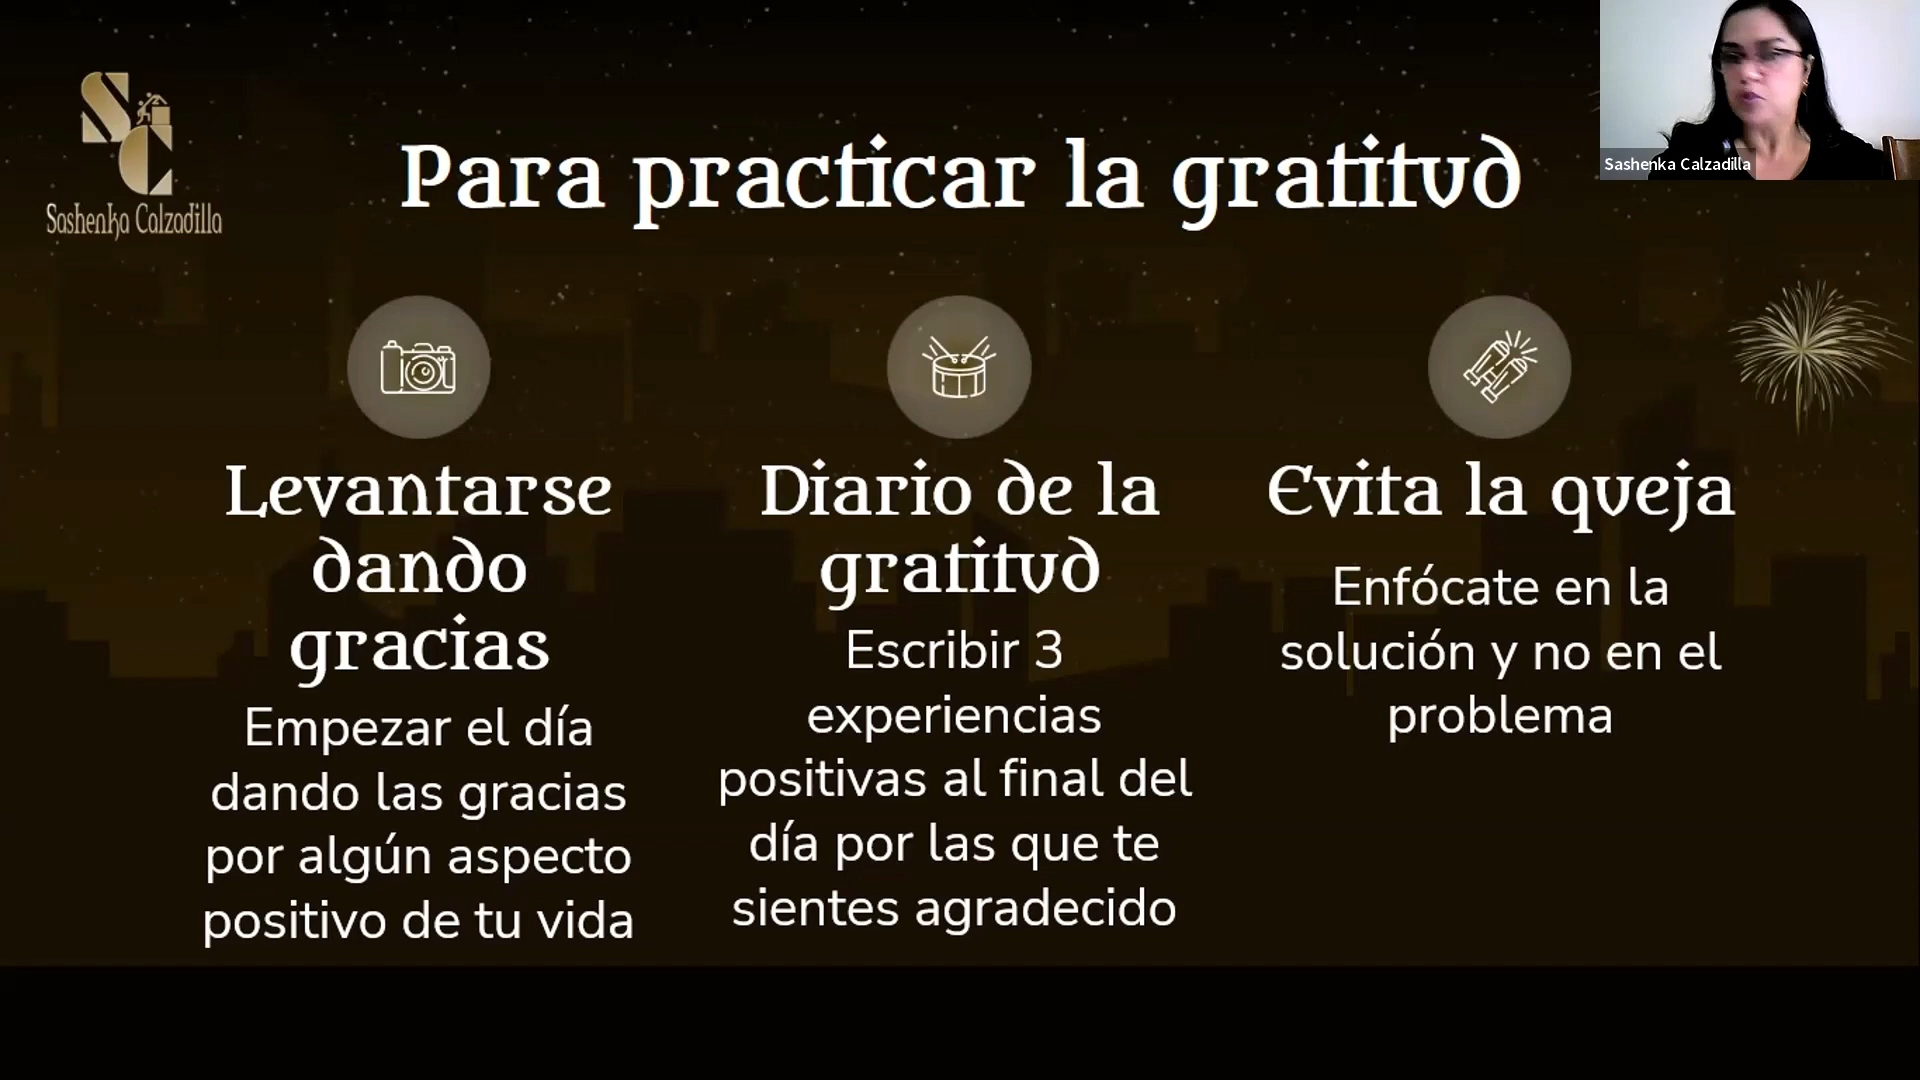 SC
Sashenka Calzadilla
Para practicar la gratitud
Sashenka Calzadilla
Levantarse
dando
gracias
Empezar el día
dando las gracias
por algún aspecto
positivo de tu vida
Diario de la
gratitud
Escribir 3
experiencias
positivas al final del
día por las que te
sientes agradecido
Evita la queja
Enfócate en la
solución y no en el
problema